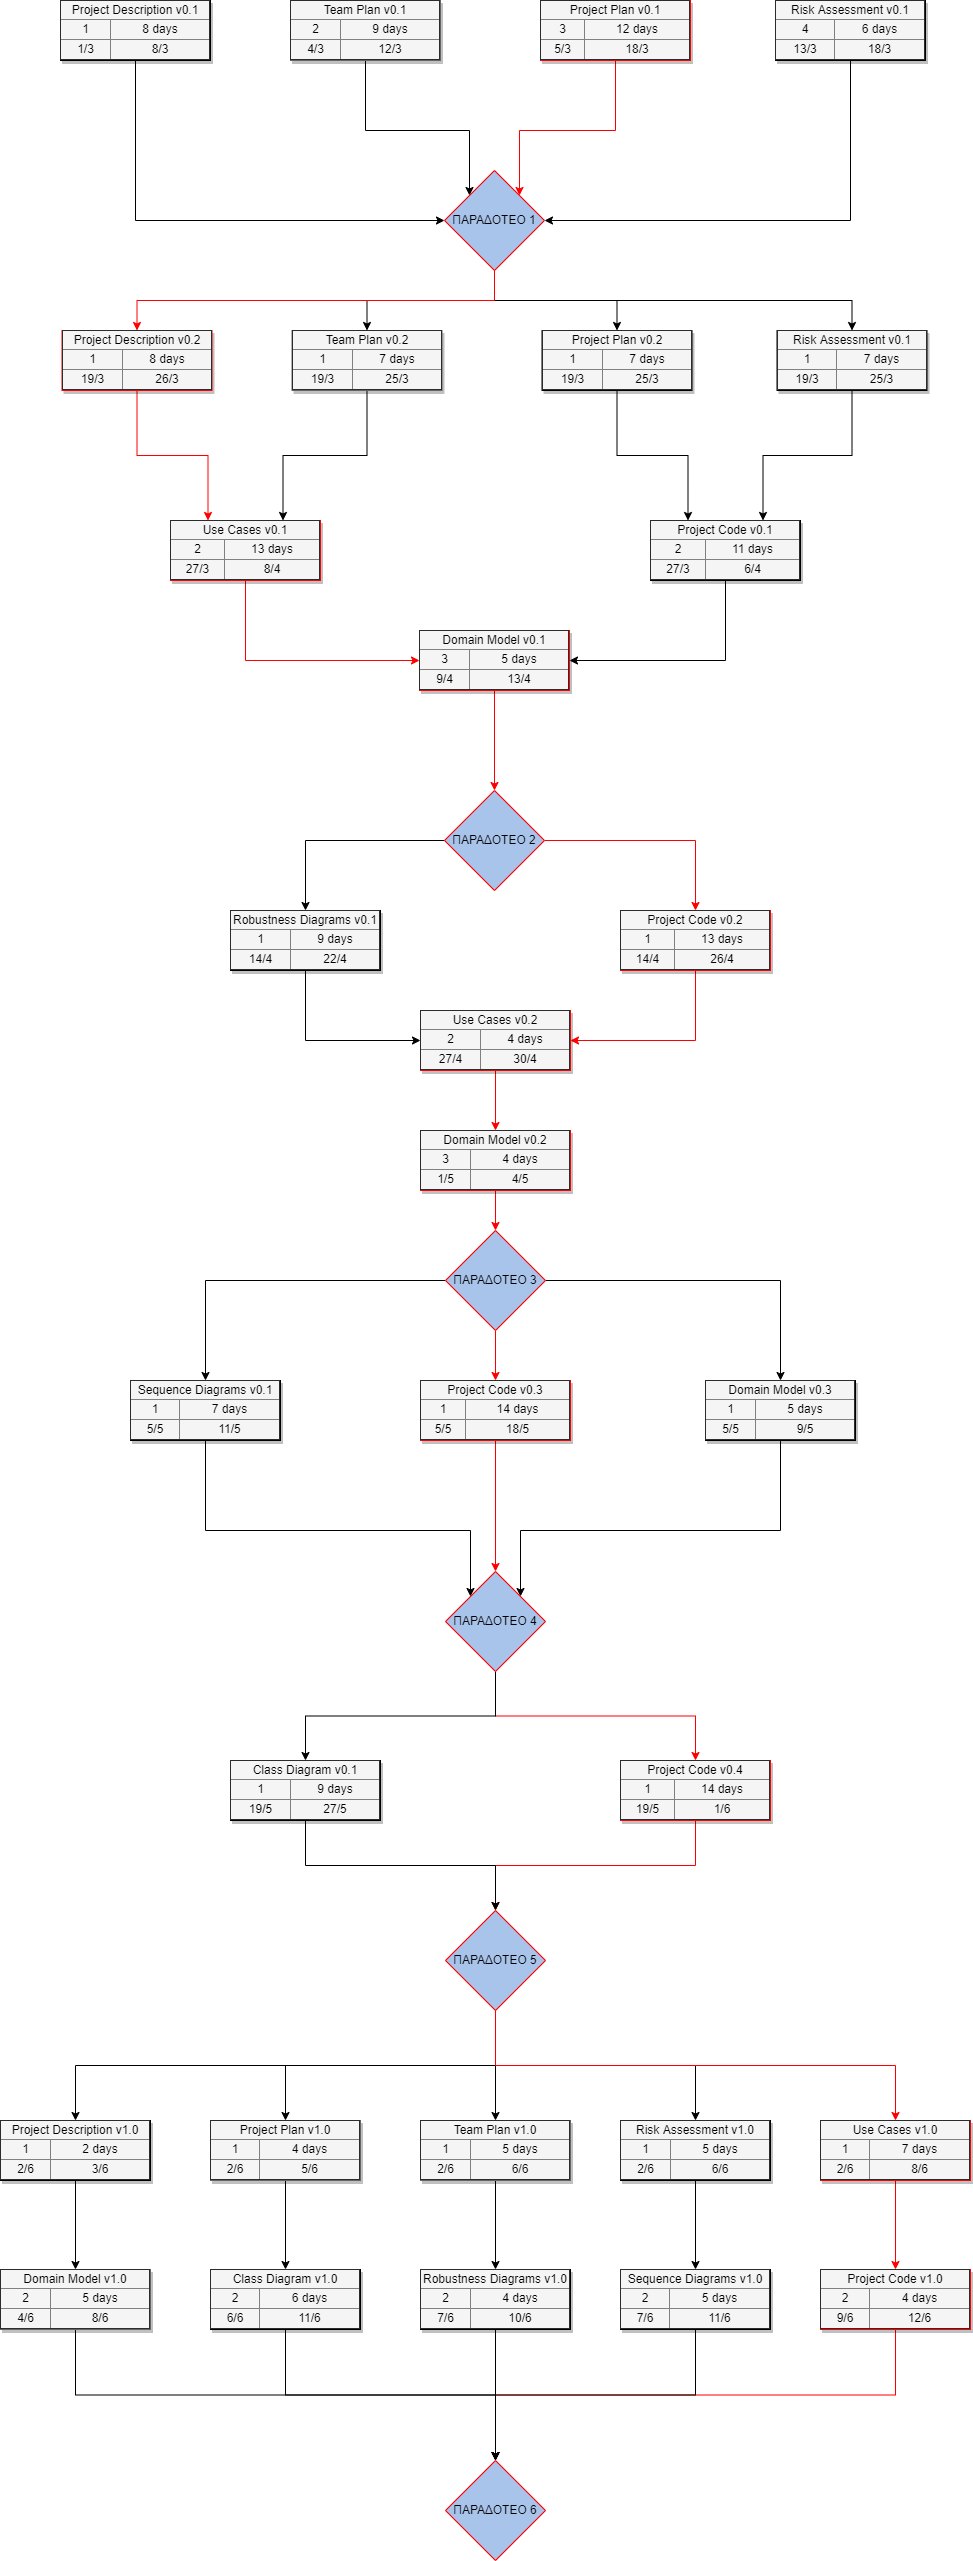 Project Description v0.1
1 8 days
1/3 8/3
Team Plan v0.1
2 9 days
4/3 12/3
Project Plan v0.1
3 12 days
5/3 18/3
Risk Assessment v0.1
4 6 days
13/3 18/3
ΠΑΡΑΔΟΤΕΟ 1
Project Description v0.2
1 8 days
19/3 26/3
Team Plan v0.2
1 7 days
19/3 25/3
Project Plan v0.2
1 7 days
19/3 25/3
Risk Assessment v0.1
1 7 days
19/3 25/3
Use Cases v0.1
2 13 days
27/3 8/4
Project Code v0.1
2 11 days
27/3 6/4
Domain Model v0.1
3 5 days
9/4 13/4
ΠΑΡΑΔΟΤΕΟ 2
Robustness Diagrams v0.1
1 9 days
14/4 22/4
Project Code v0.2
1 13 days
14/4 26/4
Use Cases v0.2
2 4 days
27/4 30/4
Domain Model v0.2
3 4 days
1/5 4/5
ΠΑΡΑΔΟΤΕΟ 3
Sequence Diagrams v0.1
1 7 days
5/5 11/5
Project Code v0.3
1 14 days
5/5 18/5
Domain Model v0.3
1 5 days
5/5 9/5
ΠΑΡΑΔΟΤΕΟ 4
Class Diagram v0.1
1 9 days
19/5 27/5
Project Code v0.4
1 14 days
19/5 1/6
ΠΑΡΑΔΟΤΕΟ 5
Project Description v1.0
1 2 days
2/6 3/6
Project Plan v1.0
1 4 days
2/6 5/6
Team Plan v1.0
1 5 days
2/6 6/6
Risk Assessment v1.0
1 5 days
2/6 6/6
Use Cases v1.0
1 7 days
2/6 8/6
Domain Model v1.0
2 5 days
4/6 8/6
Class Diagram v1.0
2 6 days
6/6 11/6
Robustness Diagrams v1.0
2 4 days
7/6 10/6
Sequence Diagrams v1.0
2 5 days
7/6 11/6
Project Code v1.0
2 4 days
9/6 12/6
ΠΑΡΑΔΟΤΕΟ 6